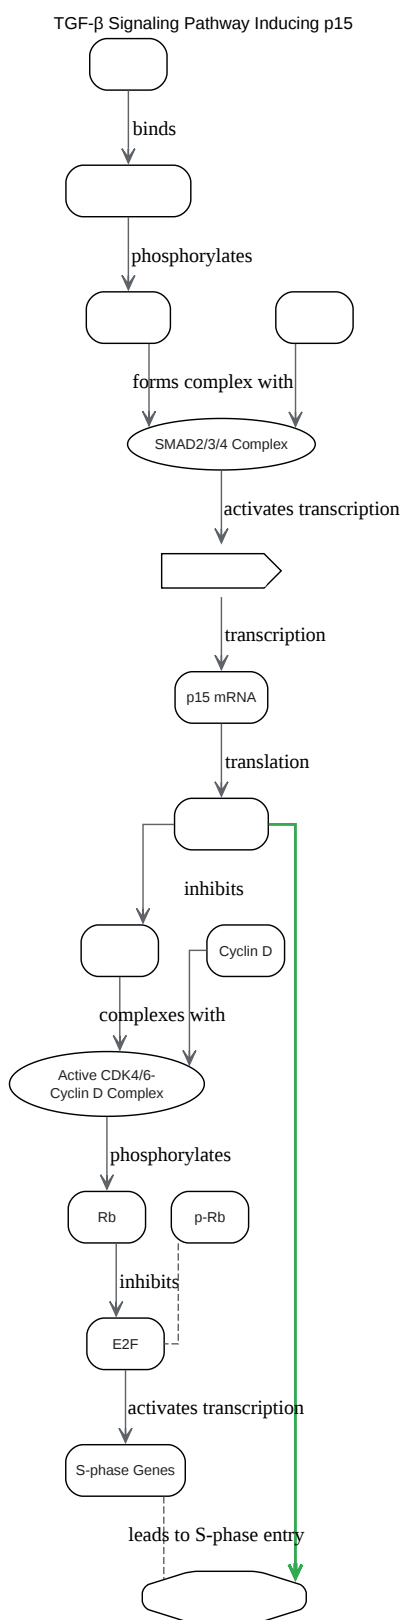 TGF-β Signaling Pathway Inducing p15
binds
phosphorylates
forms complex with
SMAD2/3/4 Complex
activates transcription
transcription
p15 mRNA
translation
inhibits
Cyclin D
complexes with
Active CDK4/6-
Cyclin D Complex
phosphorylates
Rb
p-Rb
inhibits
E2F
activates transcription
S-phase Genes
leads to S-phase entry